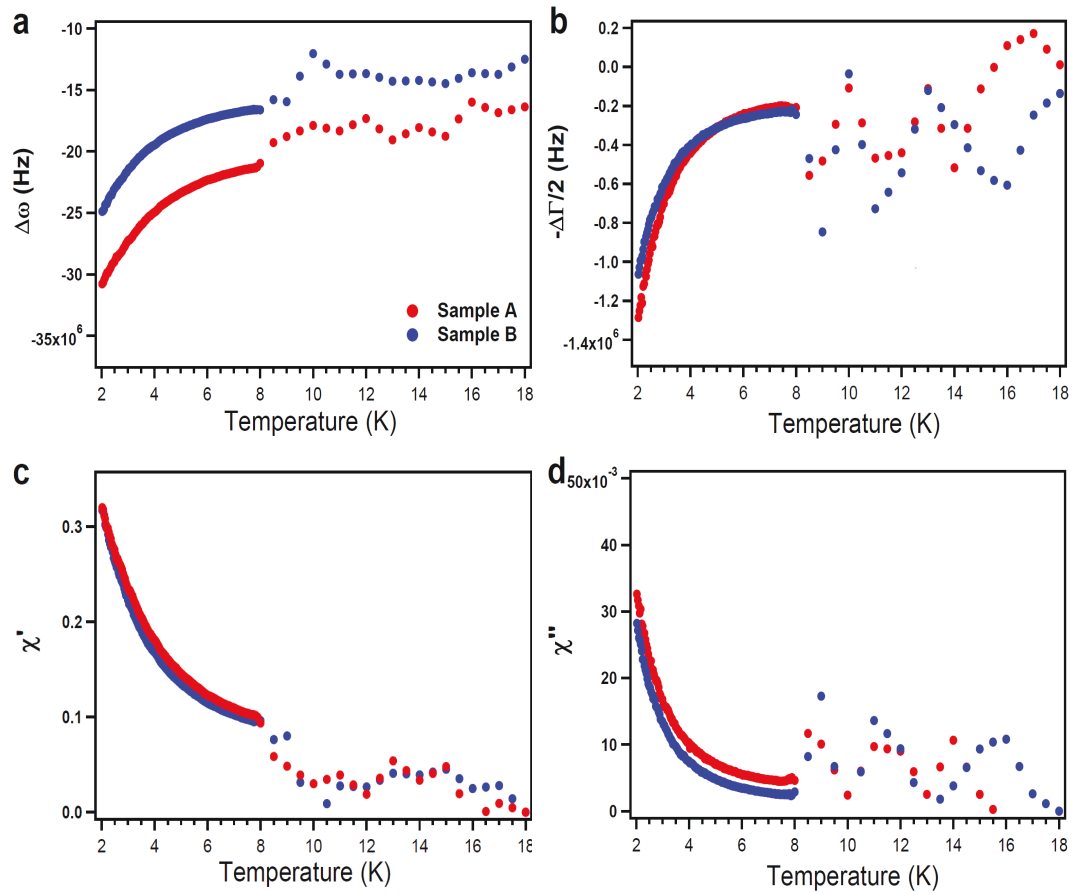 a
-10
-15
-20
-25
-30
-35x10⁶
Δω (Hz)
Sample A
Sample B
2 4 6 8 10 12 14 16 18
Temperature (K)
b
0.2
0.0
-0.2
-0.4
-0.6
-0.8
-1.0
-1.2
-1.4x10⁶
-ΔΓ/2 (Hz)
2 4 6 8 10 12 14 16 18
Temperature (K)
c
0.3
0.2
0.1
0.0
χ'
2 4 6 8 10 12 14 16 18
Temperature (K)
d
50x10⁻³
40
30
20
10
0
χ"
2 4 6 8 10 12 14 16 18
Temperature (K)